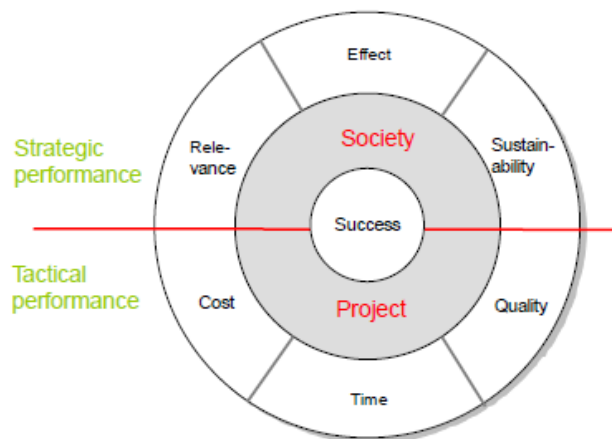 Effect
Society
Strategic
performance
Rele-
vance
Sustain-
ability
Success
Tactical
performance
Cost
Project
Quality
Time